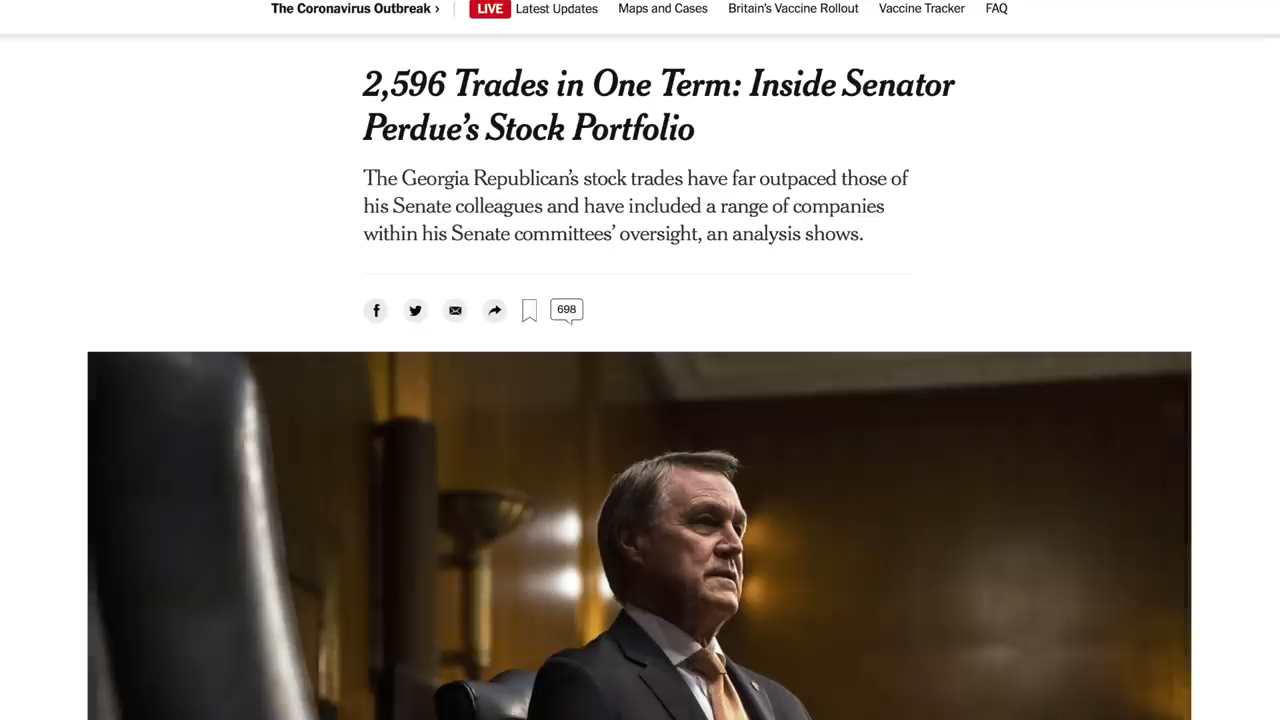 The Coronavirus Outbreak › LIVE Latest Updates Maps and Cases Britain’s Vaccine Rollout Vaccine Tracker FAQ
2,596 Trades in One Term: Inside Senator
Perdue’s Stock Portfolio
The Georgia Republican’s stock trades have far outpaced those of
his Senate colleagues and have included a range of companies
within his Senate committees’ oversight, an analysis shows.
698